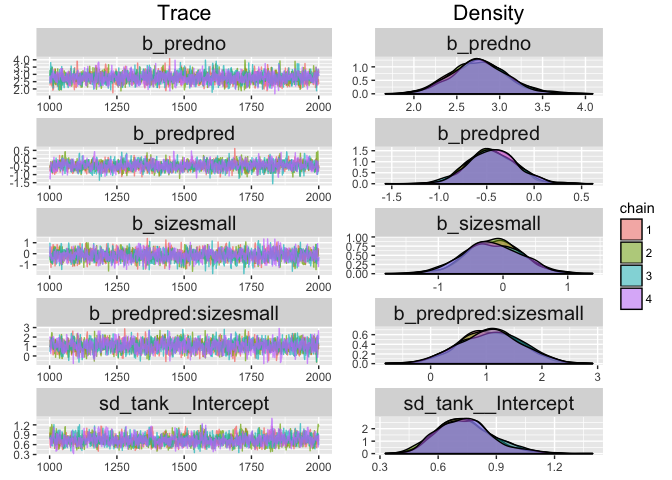 Trace
Density
b_predno
b_predno
4.0
3.5
3.0
2.5
2.0
1000 1250 1500 1750 2000
1.0
0.5
0.0
2.0 2.5 3.0 3.5 4.0
b_predpred
b_predpred
0.5
0.0
-0.5
-1.0
-1.5
1000 1250 1500 1750 2000
1.5
1.0
0.5
0.0
-1.5 -1.0 -0.5 0.0 0.5
b_sizesmall
b_sizesmall
1
0
-1
1000 1250 1500 1750 2000
1.00
0.75
0.50
0.25
0.00
-1 0 1
b_predpred:sizesmall
b_predpred:sizesmall
3
2
1
0
1000 1250 1500 1750 2000
0.6
0.4
0.2
0.0
0 1 2 3
sd_tank__Intercept
sd_tank__Intercept
1.2
0.9
0.6
0.3
1000 1250 1500 1750 2000
2
1
0
0.3 0.6 0.9 1.2
chain
1
2
3
4